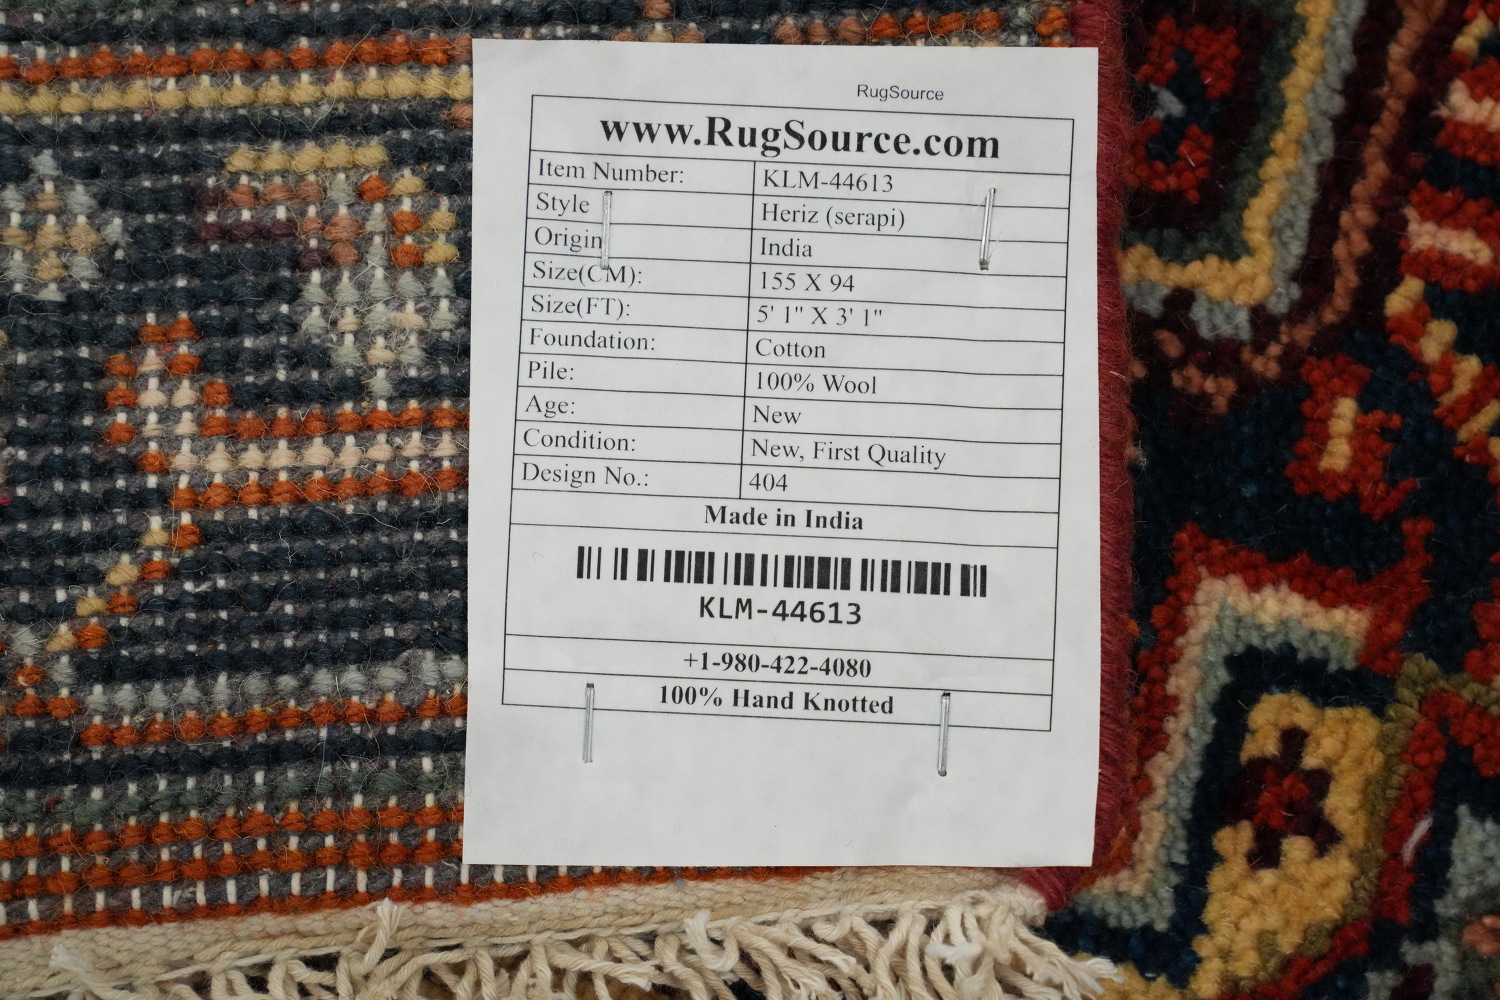 RugSource
www.RugSource.com
Item Number: KLM-44613
Style Heriz (serapi)
Origin India
Size(CM): 155 X 94
Size(FT): 5' 1" X 3' 1"
Foundation: Cotton
Pile: 100% Wool
Age: New
Condition: New, First Quality
Design No.: 404
Made in India
KLM-44613
+1-980-422-4080
100% Hand Knotted